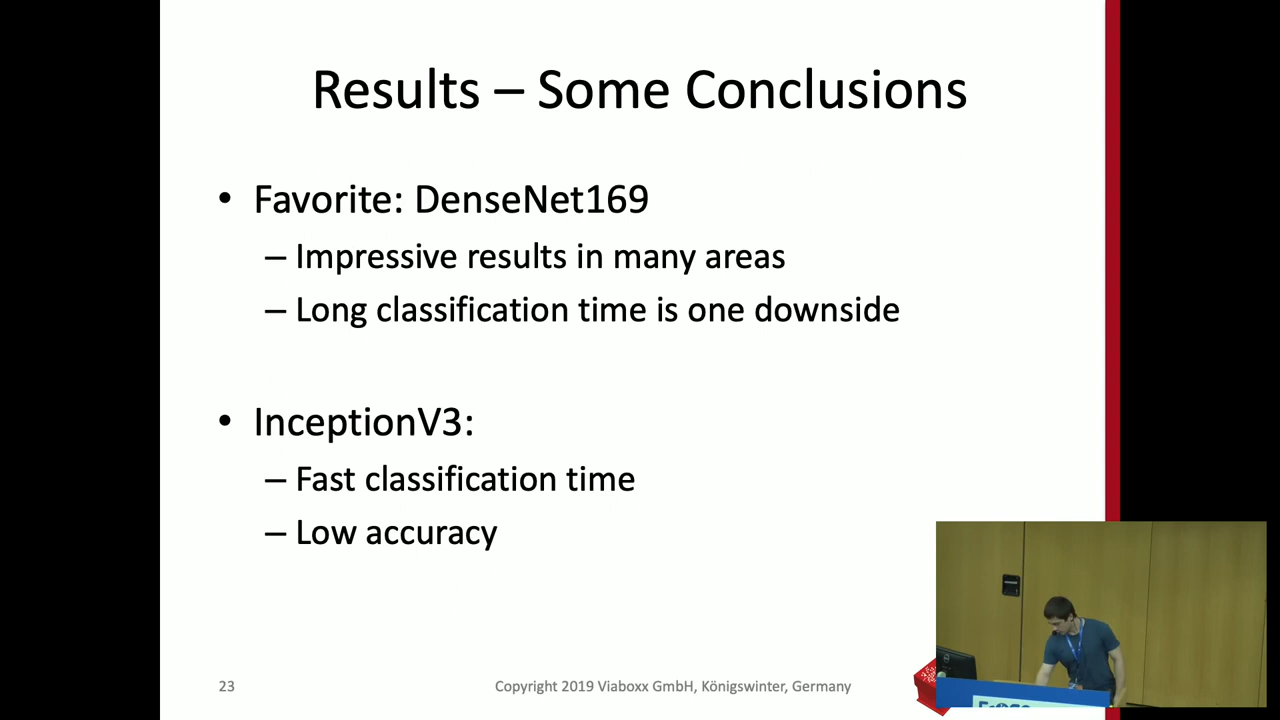 Results – Some Conclusions
• Favorite: DenseNet169
– Impressive results in many areas
– Long classification time is one downside
• InceptionV3:
– Fast classification time
– Low accuracy
23
Copyright 2019 Viaboxx GmbH, Königswinter, Germany